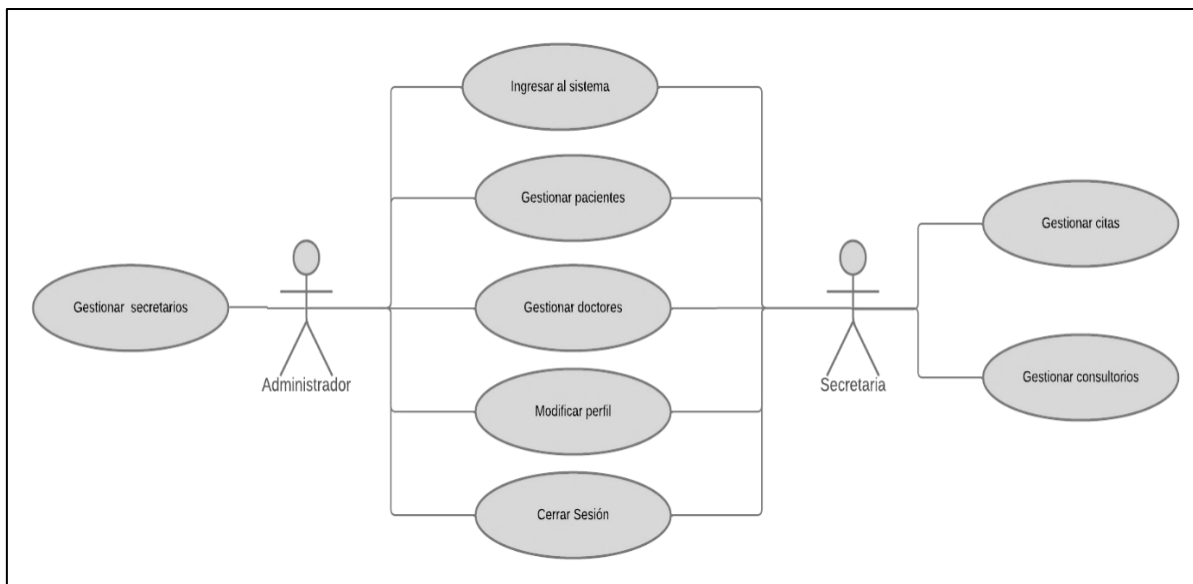 Ingresar al sistema
Gestionar pacientes
Gestionar citas
Gestionar secretarios
Gestionar doctores
Administrador
Secretaria
Gestionar consultorios
Modificar perfil
Cerrar Sesión